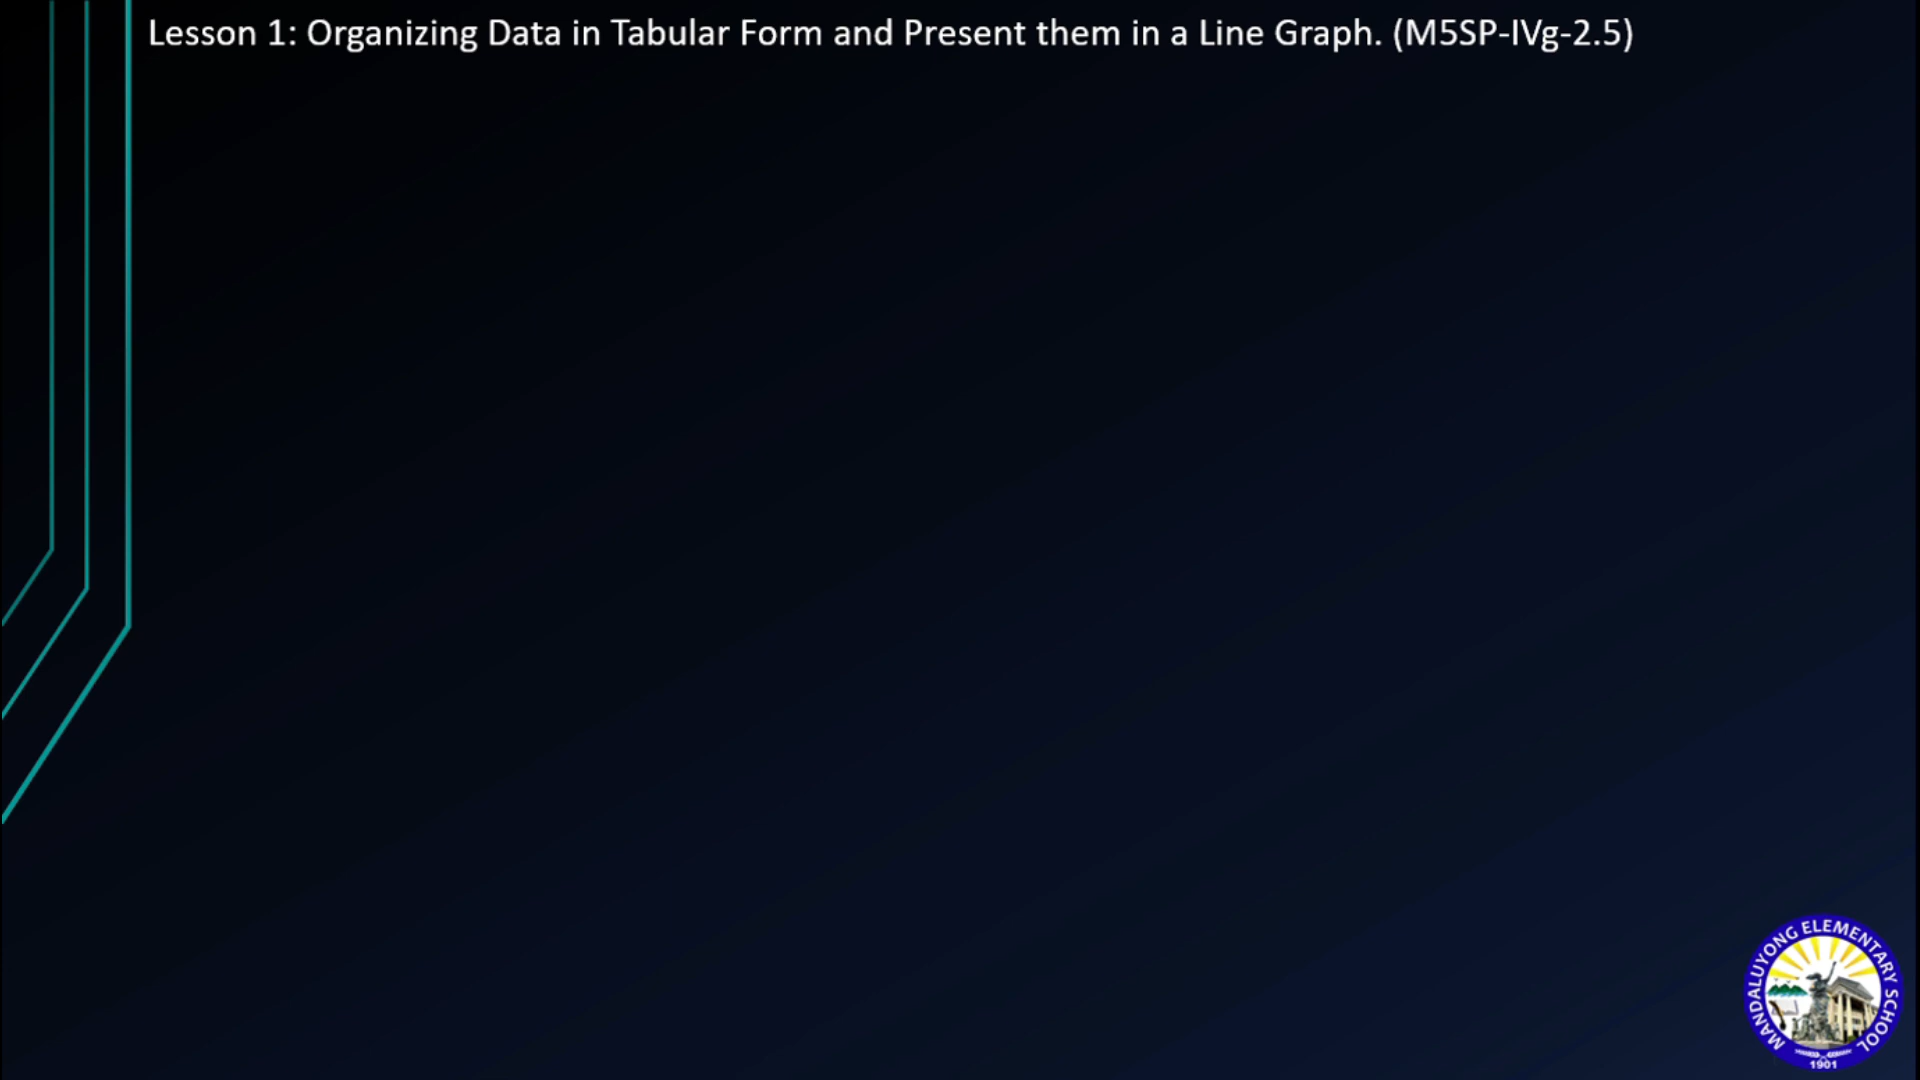 Lesson 1: Organizing Data in Tabular Form and Present them in a Line Graph. (M5SP-IVg-2.5)
MANDALUYONG ELEMENTARY SCHOOL
1901